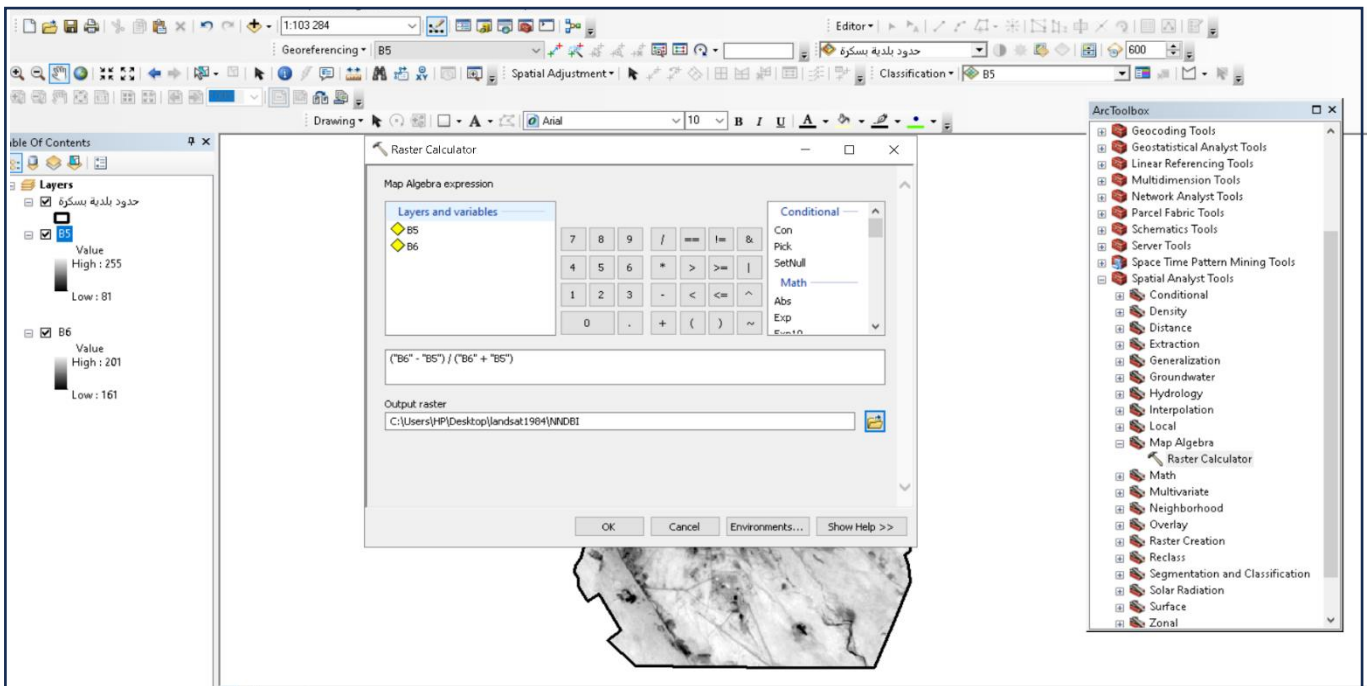 1:103 284
Editor
Georeferencing B5
حدود بلدية بسكرة
600
Spatial Adjustment
Classification B5
Drawing
Arial
10
B I U A
ble Of Contents
Layers
حدود بلدية بسكرة
B5
Value
High : 255
Low : 81
B6
Value
High : 201
Low : 161
Raster Calculator
Map Algebra expression
Layers and variables
B5
B6
7 8 9 / == != &
4 5 6 * > >= |
1 2 3 - < <= ^
0 . + ( ) ~
Conditional
Con
Pick
SetNull
Math
Abs
Exp
Exp10
("B6" - "B5") / ("B6" + "B5")
Output raster
C:\Users\HP\Desktop\landsat1984\NNDBI
OK Cancel Environments... Show Help >>
ArcToolbox
Geocoding Tools
Geostatistical Analyst Tools
Linear Referencing Tools
Multidimension Tools
Network Analyst Tools
Parcel Fabric Tools
Schematics Tools
Server Tools
Space Time Pattern Mining Tools
Spatial Analyst Tools
Conditional
Density
Distance
Extraction
Generalization
Groundwater
Hydrology
Interpolation
Local
Map Algebra
Raster Calculator
Math
Multivariate
Neighborhood
Overlay
Raster Creation
Reclass
Segmentation and Classification
Solar Radiation
Surface
Zonal